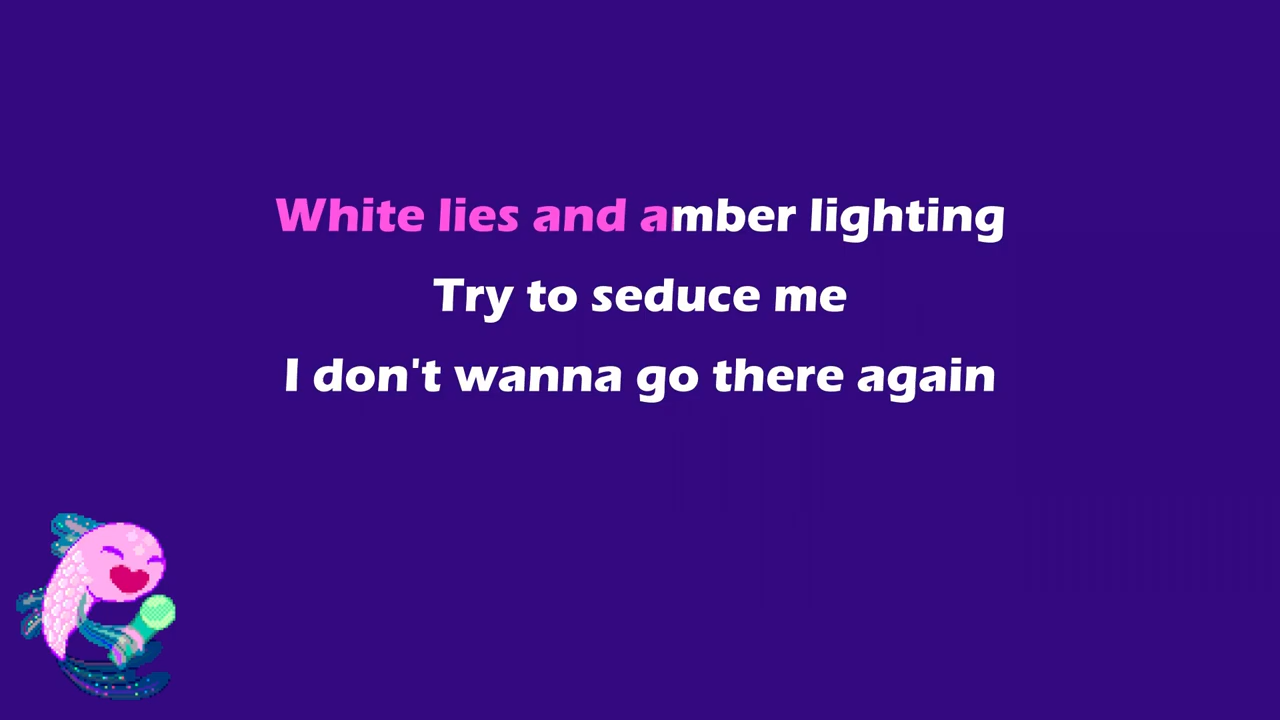 White lies and amber lighting
Try to seduce me
I don't wanna go there again